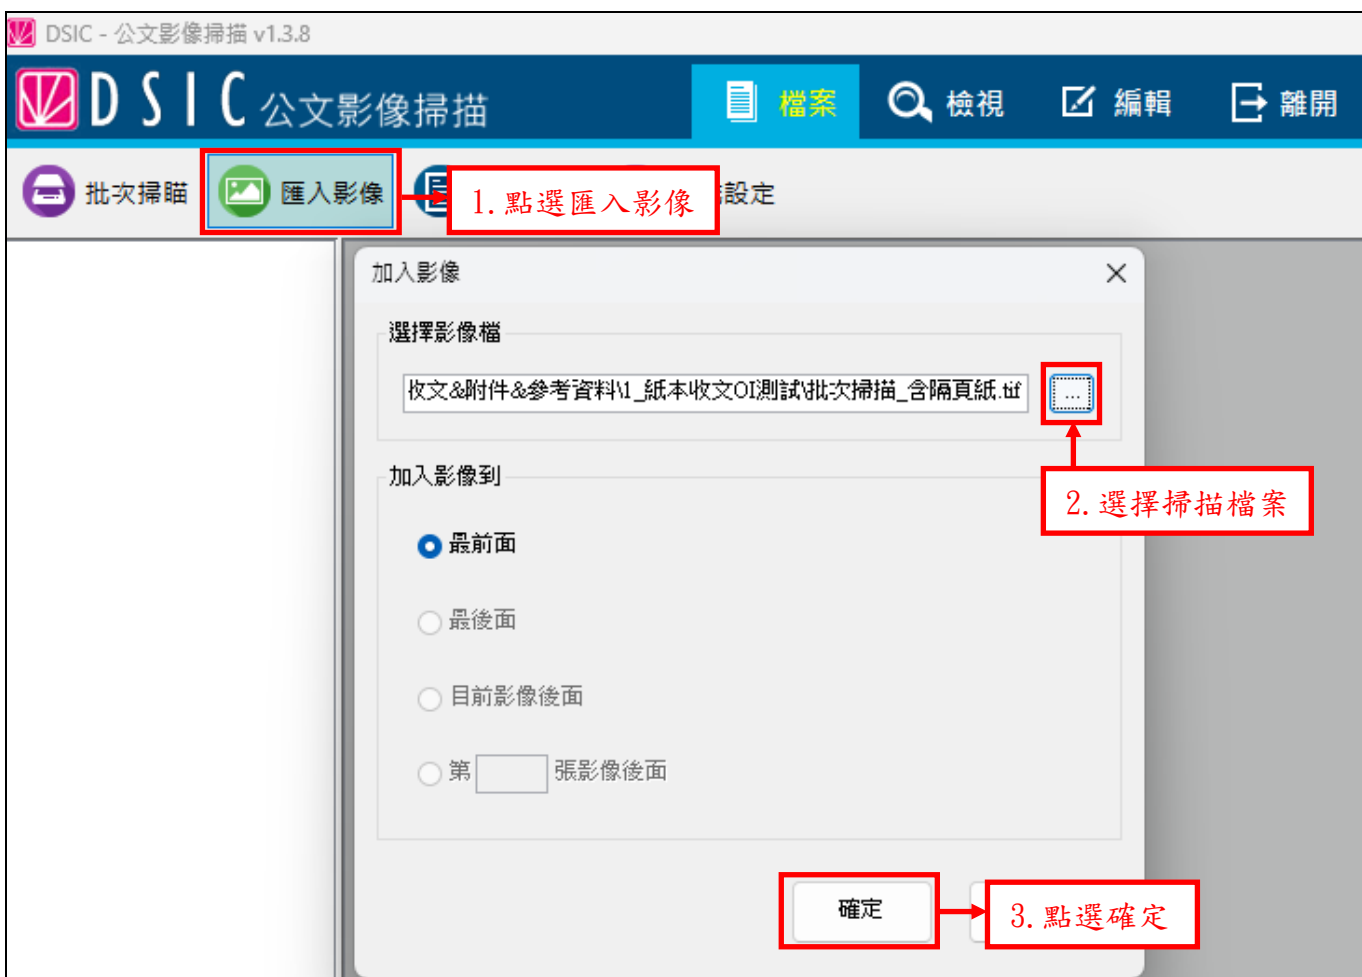 DSIC - 公文影像掃描 v1.3.8
DSIC 公文影像掃描
檔案 檢視 編輯 離開
批次掃瞄 匯入影像 設定
1.點選匯入影像
加入影像
選擇影像檔
收文&附件&參考資料\1_紙本收文OI測試\批次掃描_含隔頁紙.tif ...
2.選擇掃描檔案
加入影像到
最前面
最後面
目前影像後面
第 張影像後面
確定
3.點選確定